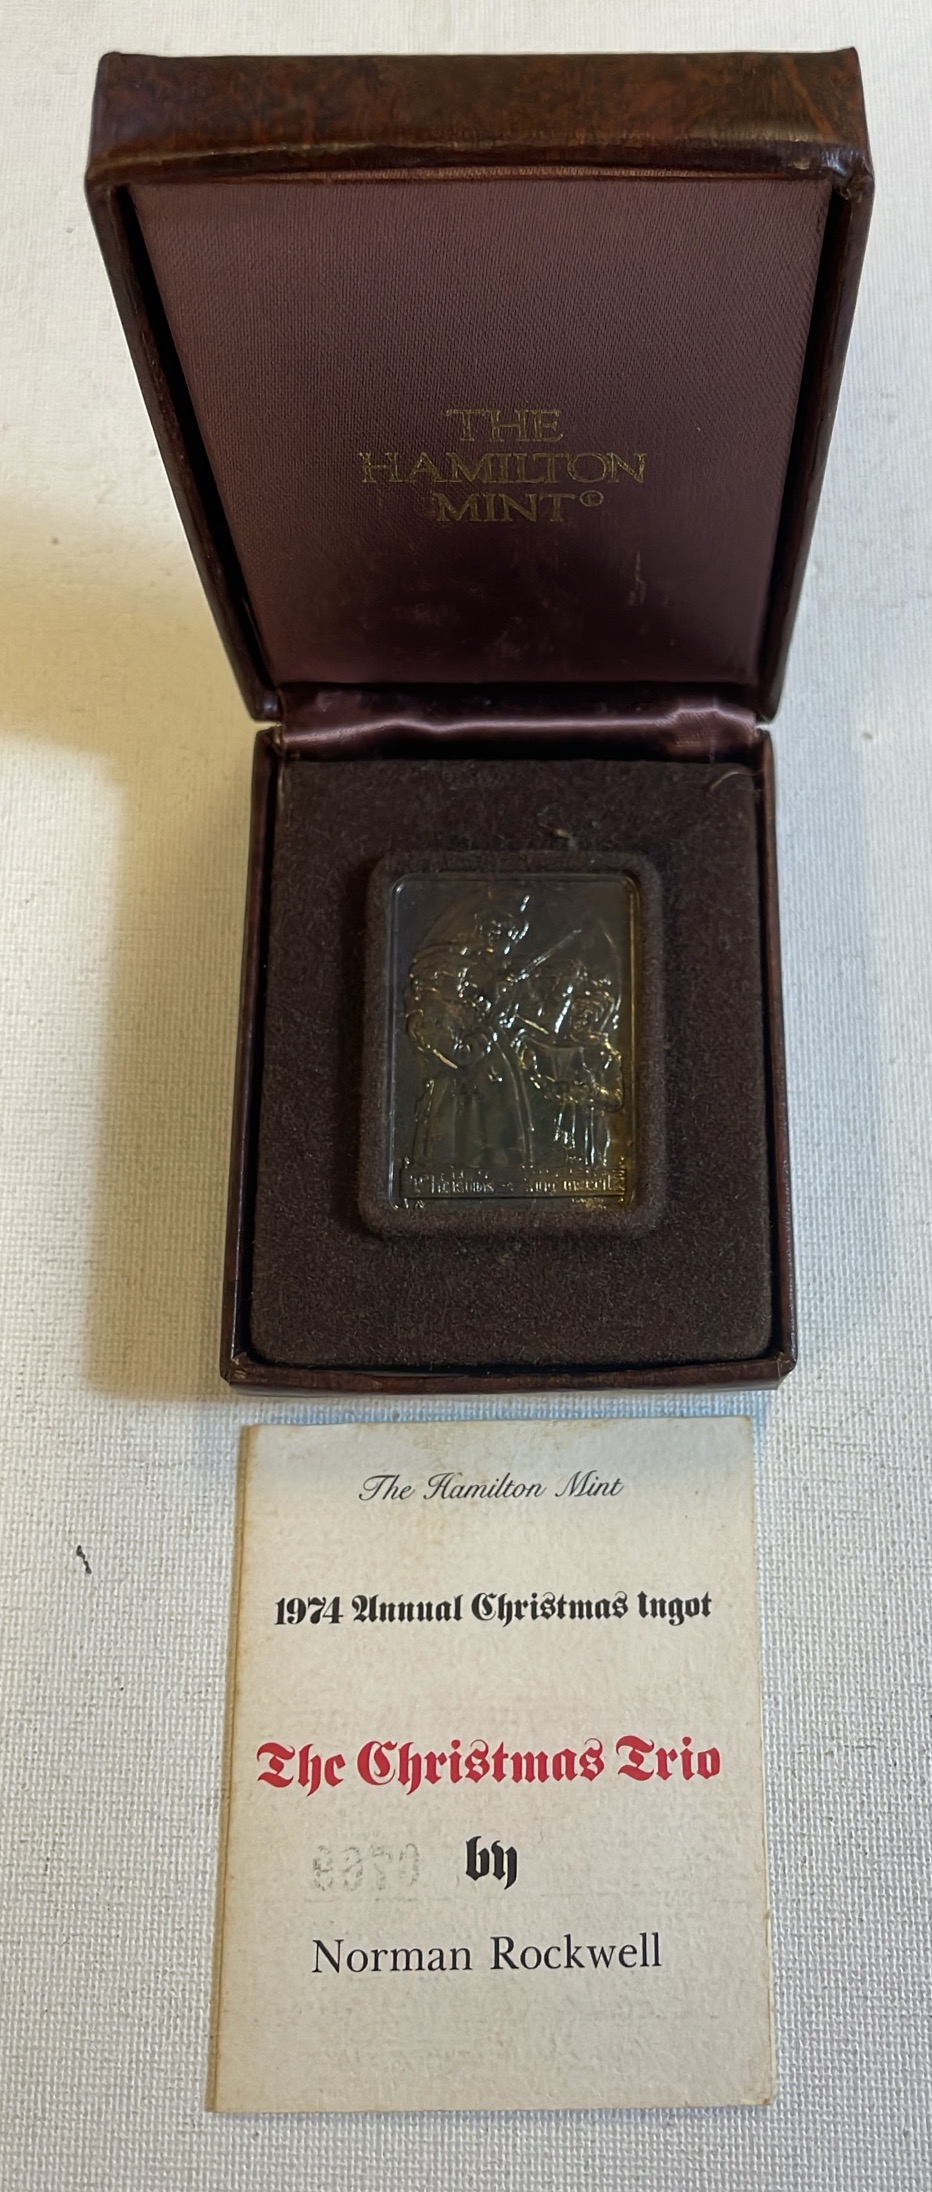 THE
HAMILTON
MINT©
The Hamilton Mint
1974 Annual Christmas Ingot
The Christmas Trio
by
Norman Rockwell